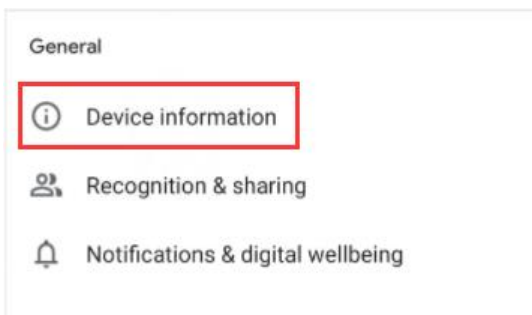 General
Device information
Recognition & sharing
Notifications & digital wellbeing